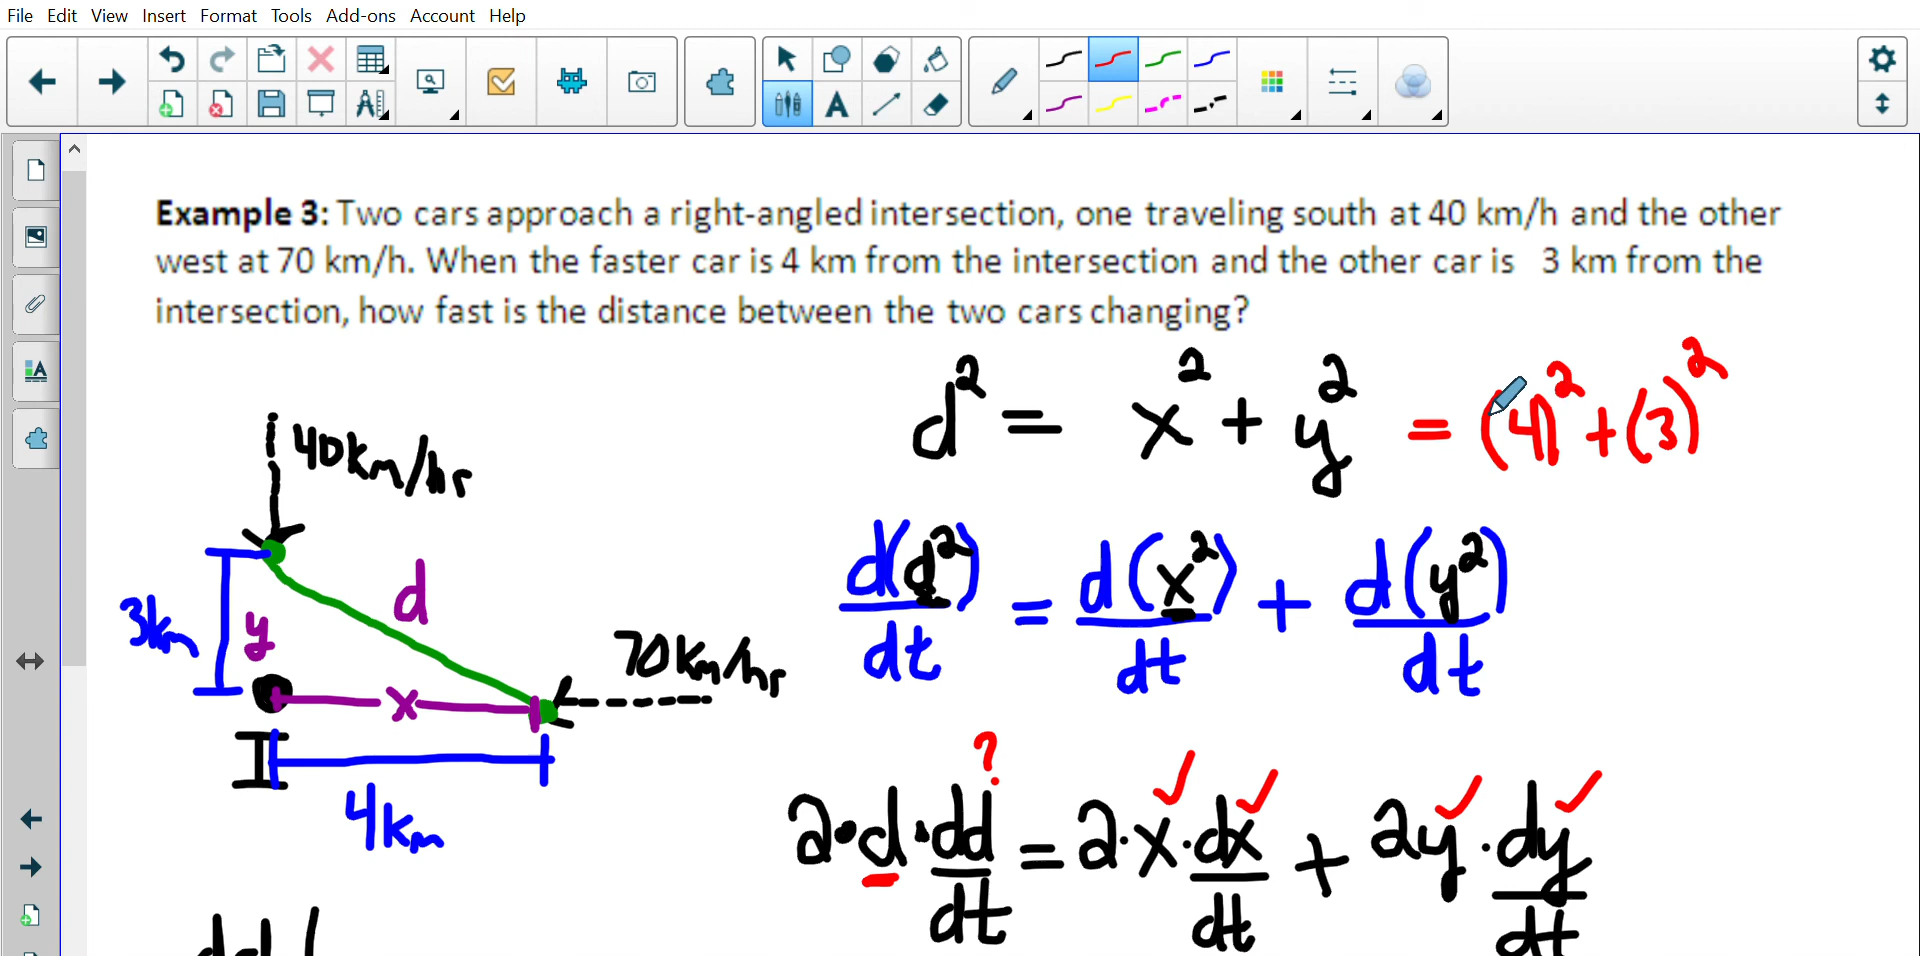 File Edit View Insert Format Tools Add-ons Account Help
Example 3: Two cars approach a right-angled intersection, one traveling south at 40 km/h and the other
west at 70 km/h. When the faster car is 4 km from the intersection and the other car is 3 km from the
intersection, how fast is the distance between the two cars changing?
d² = x² + y² = (4)² + (3)²
40km/hr
d(d²)/dt = d(x²)/dt + d(y²)/dt
d
3km
y
70km/hr
x
I
4km
?
2·d·dd/dt = 2·x·dx/dt + 2y·dy/dt